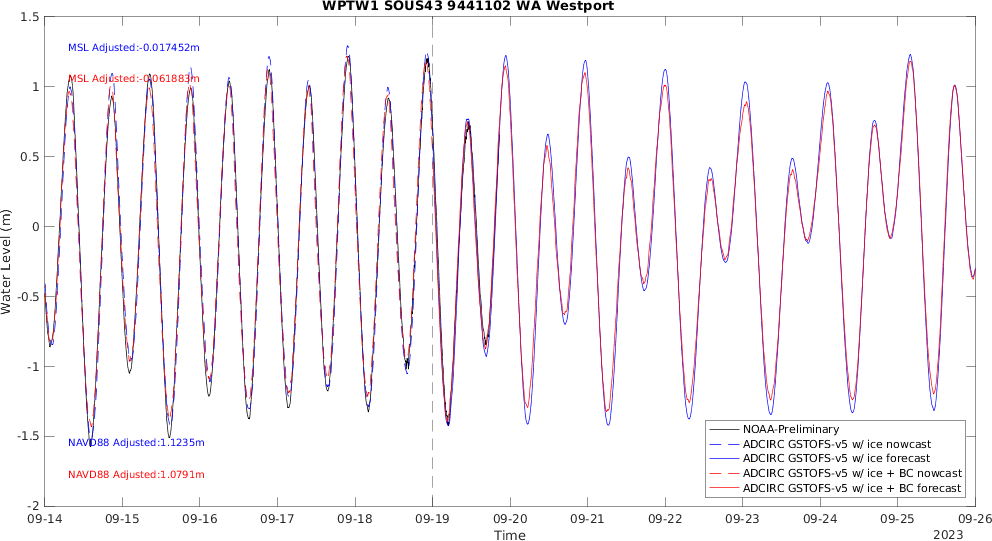 WPTW1 SOUS43 9441102 WA Westport
MSL Adjusted:-0.017452m
MSL Adjusted:-0.061883m
NAVD88 Adjusted:1.1235m
NAVD88 Adjusted:1.0791m
Water Level (m)
1.5
1
0.5
0
-0.5
-1
-1.5
-2
NOAA-Preliminary
ADCIRC GSTOFS-v5 w/ ice nowcast
ADCIRC GSTOFS-v5 w/ ice forecast
ADCIRC GSTOFS-v5 w/ ice + BC nowcast
ADCIRC GSTOFS-v5 w/ ice + BC forecast
09-14 09-15 09-16 09-17 09-18 09-19 09-20 09-21 09-22 09-23 09-24 09-25 09-26
Time
2023